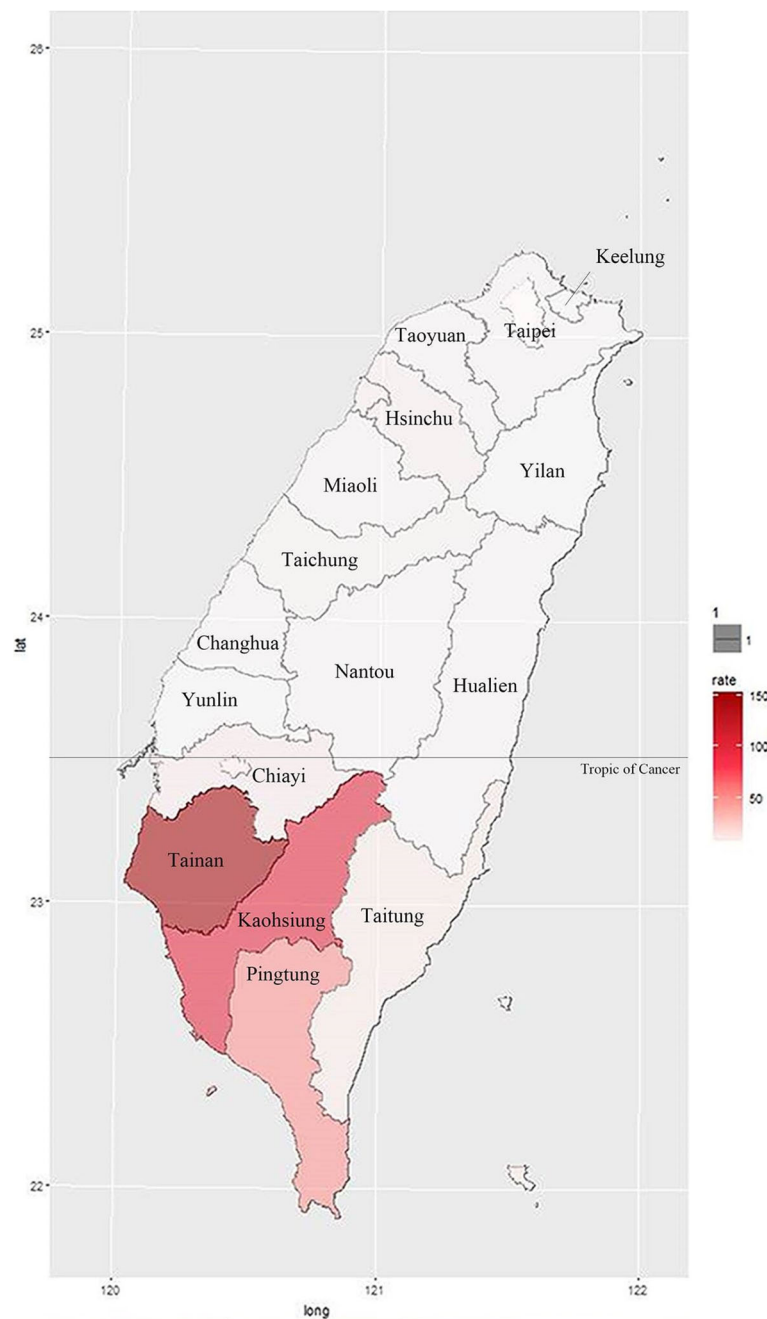 26
Keelung
25
Taoyuan
Taipei
Hsinchu
Yilan
Miaoli
Taichung
24
1
1
lat
Changhua
Nantou
rate
Hualien
Yunlin
150
100
50
Tropic of Cancer
Chiayi
Tainan
23
Kaohsiung
Taitung
Pingtung
22
120
121
122
long